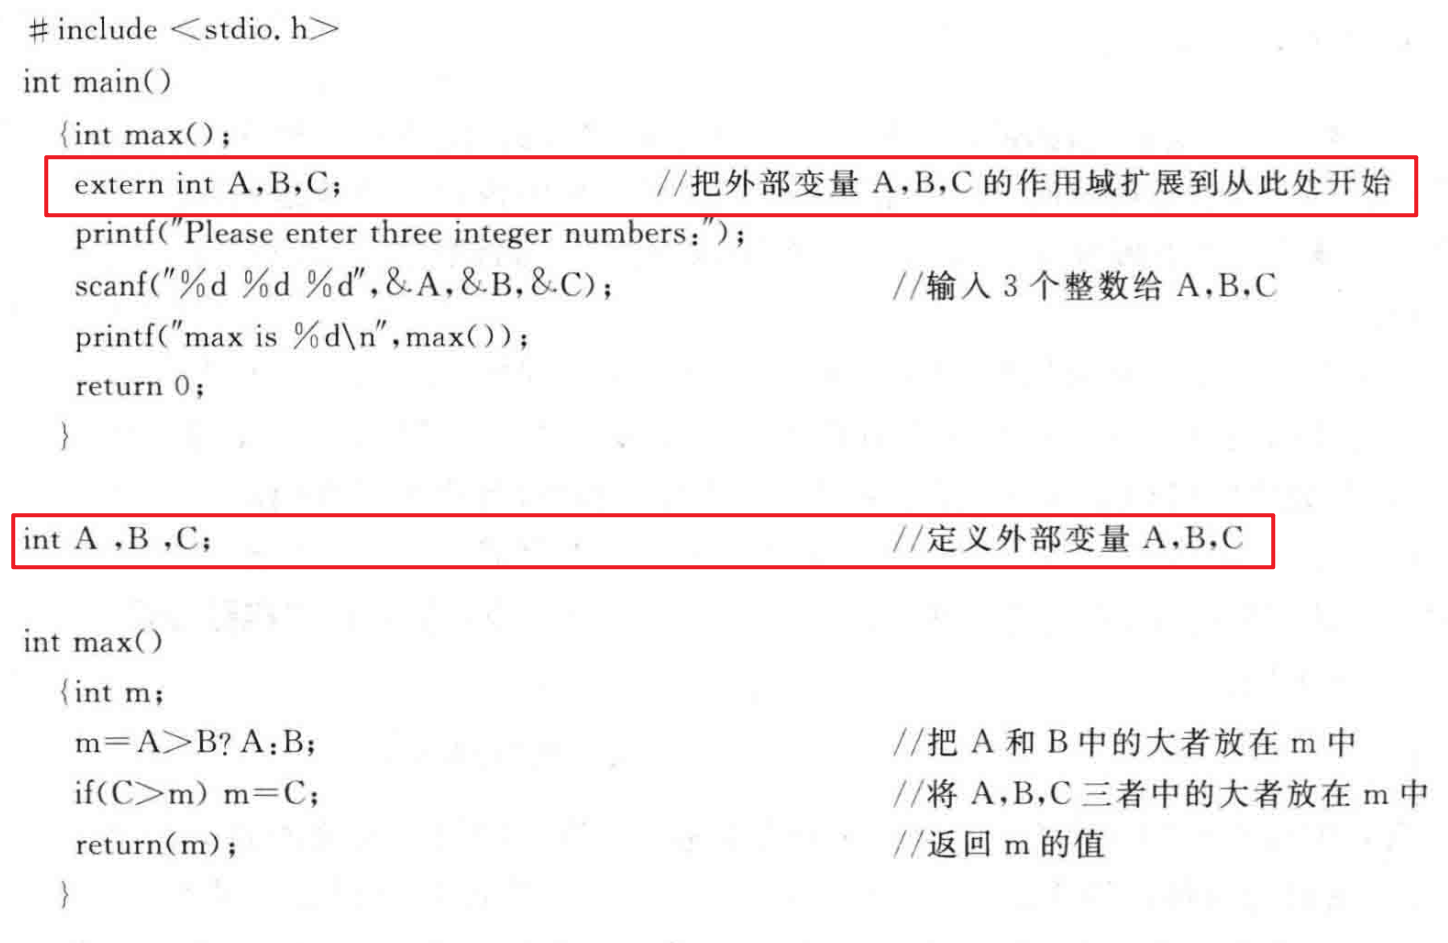 #include <stdio.h>
int main()
{int max();
extern int A,B,C; //把外部变量 A,B,C 的作用域扩展到从此处开始
printf("Please enter three integer numbers:");
scanf("%d %d %d",&A,&B,&C); //输入 3 个整数给 A,B,C
printf("max is %d\n",max());
return 0;
}
int A ,B ,C; //定义外部变量 A,B,C
int max()
{int m;
m=A>B? A:B; //把 A 和 B 中的大者放在 m 中
if(C>m) m=C; //将 A,B,C 三者中的大者放在 m 中
return(m); //返回 m 的值
}